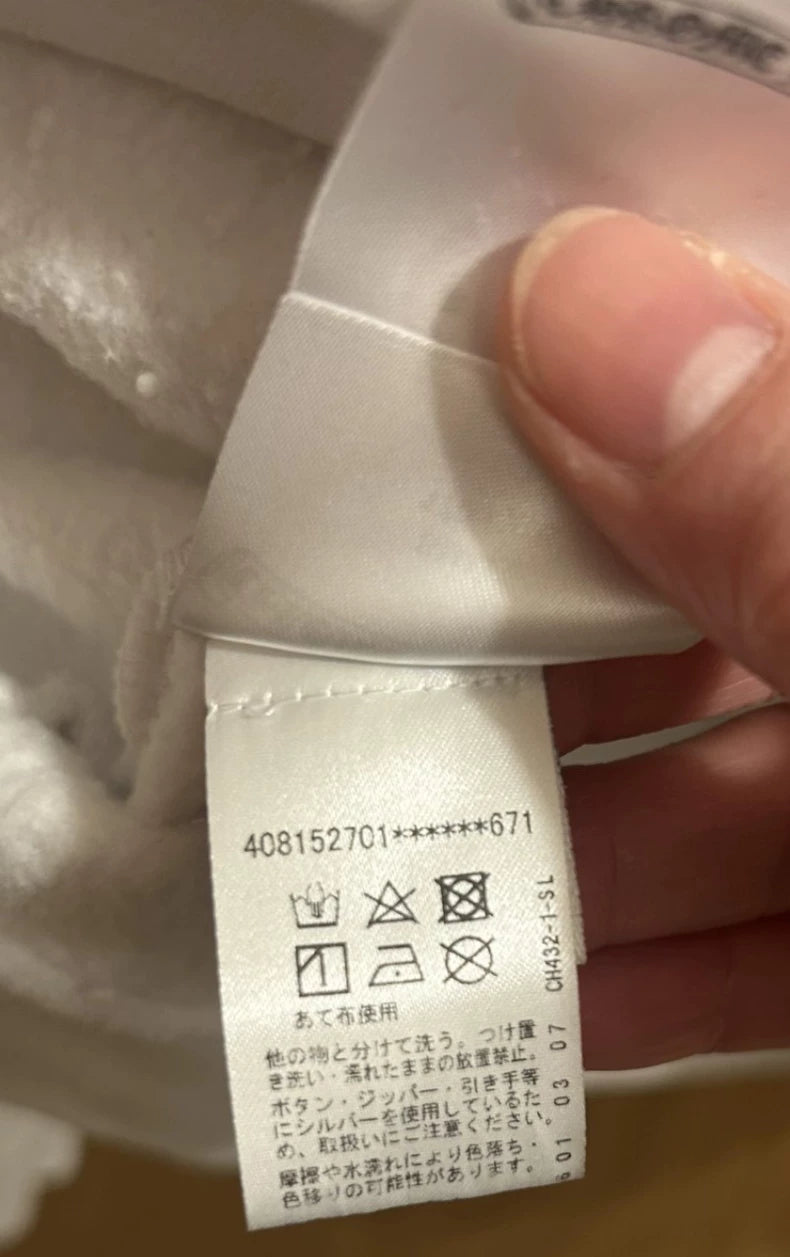 408152701******671
CH432-1-SL
あて布使用
他の物と分けて洗う。つけ置
き洗い・濡れたままの放置禁止。
ボタン・ジッパー・引き手等
にシルバーを使用しているた
め、取扱いにご注意ください。
摩擦や水濡れにより色落ち・
色移りの可能性があります。
01 03 07